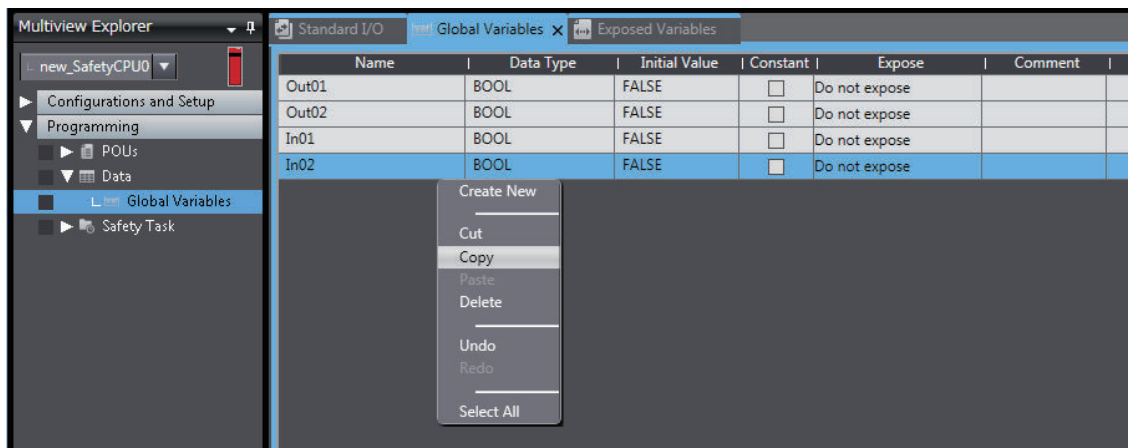 Multiview Explorer
new_SafetyCPU0
Configurations and Setup
Programming
POUs
Data
Global Variables
Safety Task
Standard I/O Global Variables Exposed Variables
Name Data Type Initial Value Constant Expose Comment
Out01 BOOL FALSE Do not expose
Out02 BOOL FALSE Do not expose
In01 BOOL FALSE Do not expose
In02 BOOL FALSE Do not expose
Create New
Cut
Copy
Paste
Delete
Undo
Redo
Select All